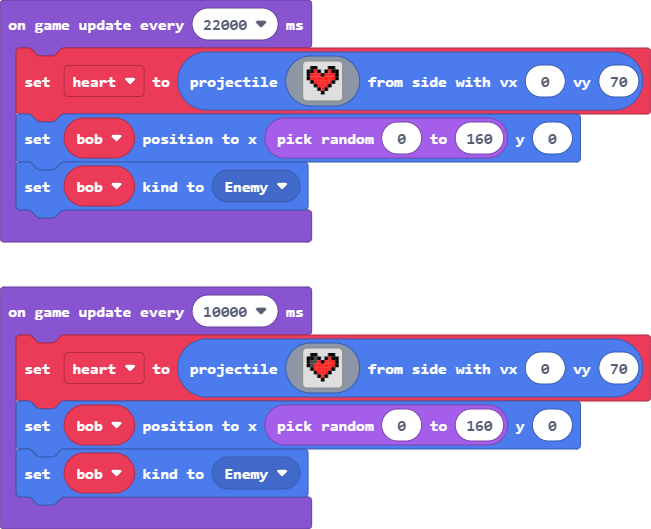 on game update every 22000 ms
set heart to projectile from side with vx 0 vy 70
set bob position to x pick random 0 to 160 y 0
set bob kind to Enemy
on game update every 10000 ms
set heart to projectile from side with vx 0 vy 70
set bob position to x pick random 0 to 160 y 0
set bob kind to Enemy